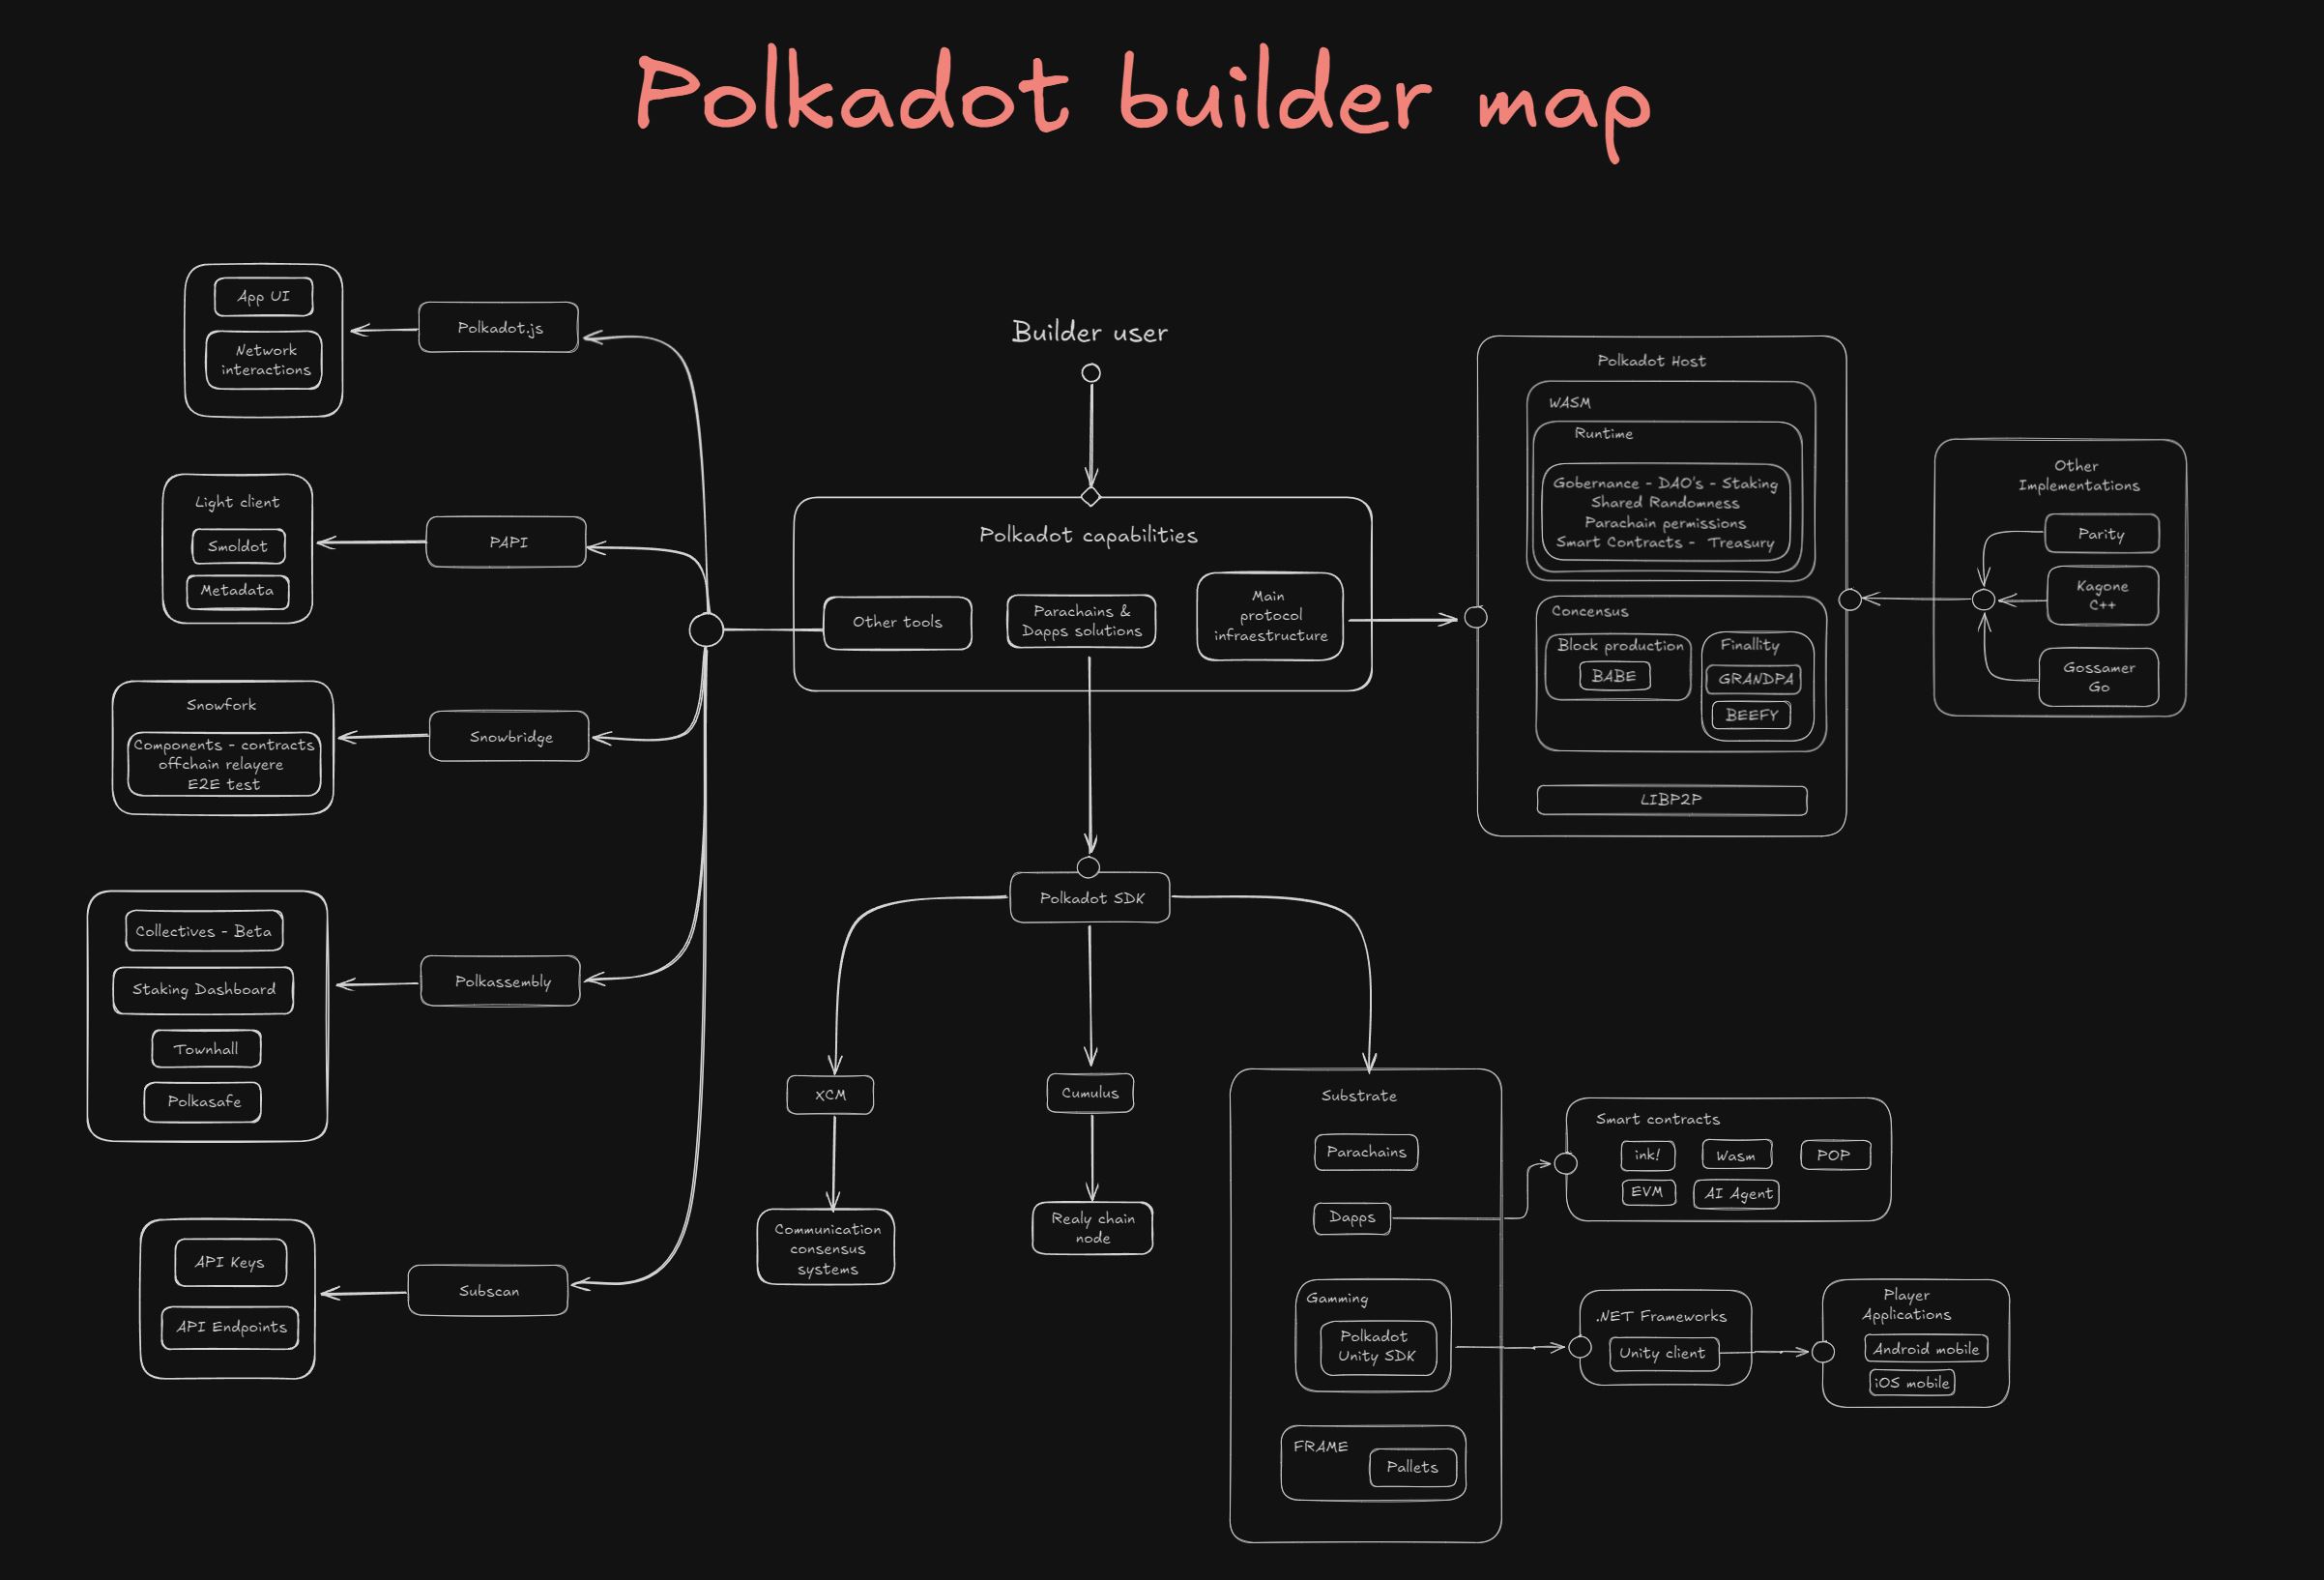 Polkadot builder map
App UI
Network
interactions
Polkadot.js
Light client
Smoldot
Metadata
PAPI
Snowfork
Components - contracts
offchain relayere
E2E test
Snowbridge
Collectives - Beta
Staking Dashboard
Townhall
Polkasafe
Polkassembly
API Keys
API Endpoints
Subscan
Builder user
Polkadot capabilities
Other tools
Parachains &
Dapps solutions
Main
protocol
infraestructure
Polkadot Host
WASM
Runtime
Gobernance - DAO's - Staking
Shared Randomness
Parachain permissions
Smart Contracts - Treasury
Concensus
Block production
BABE
Finallity
GRANDPA
BEEFY
LIBP2P
Other
Implementations
Parity
Kagone
C++
Gossamer
Go
Polkadot SDK
XCM
Communication
consensus
systems
Cumulus
Realy chain
node
Substrate
Parachains
Dapps
Gamming
Polkadot
Unity SDK
FRAME
Pallets
Smart contracts
ink!
Wasm
POP
EVM
AI Agent
.NET Frameworks
Unity client
Player
Applications
Android mobile
iOS mobile